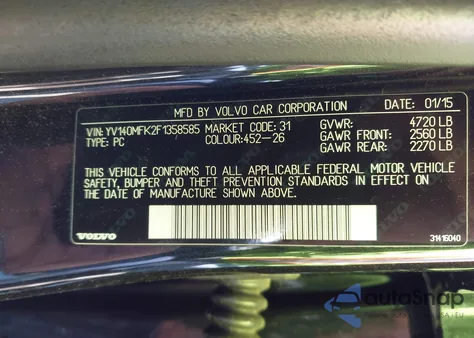 MFD BY VOLVO CAR CORPORATION DATE: 01/15
VIN: YV140MFK2F1358585 MARKET CODE: 31 GVWR: 4720 LB
TYPE: PC COLOUR:452-26 GAWR FRONT: 2560 LB
GAWR REAR: 2270 LB
THIS VEHICLE CONFORMS TO ALL APPLICABLE FEDERAL MOTOR VEHICLE
SAFETY, BUMPER AND THEFT PREVENTION STANDARDS IN EFFECT ON
THE DATE OF MANUFACTURE SHOWN ABOVE.
VOLVO 31416040
autoSnap